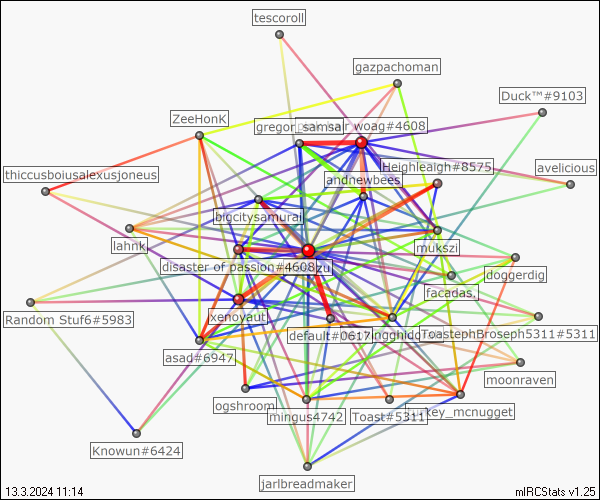 tescoroll
gazpachoman
Duck™#9103
ZeeHonK
gregor_samsa
hair woag#4608
Heighleaigh#8575
avelicious
thiccusboiusalexusjoneus
andnewbees
bigcitysamurai
lahnk
mukszi
disaster of passion#4608
doggerdig
facadas.
xenoyaut
Random Stuf6#5983
default#0617
ToastephBroseph5311#5311
asad#6947
moonraven
ogshroom
mingus4742
Toast#5311
key_mcnugget
Knowun#6424
jarlbreadmaker
13.3.2024 11:14
mIRCStats v1.25